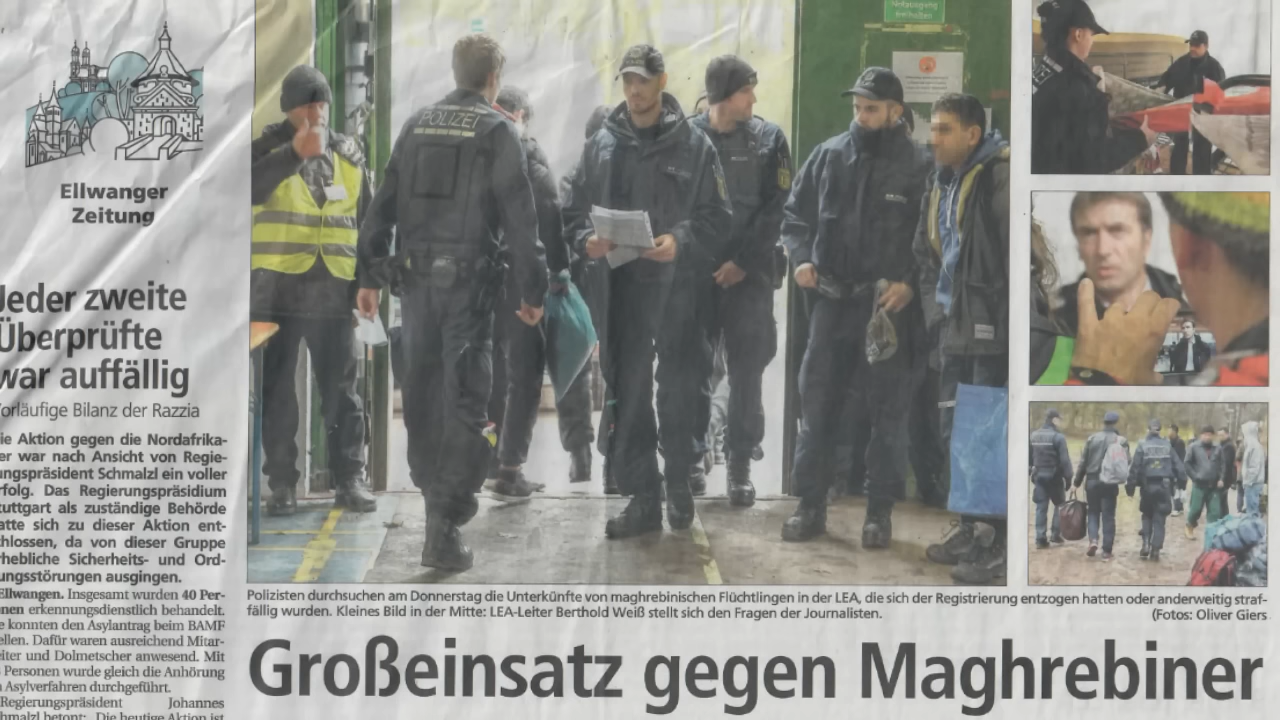 Ellwanger
Zeitung
Jeder zweite
Überprüfte
war auffällig
Vorläufige Bilanz der Razzia
ie Aktion gegen die Nordafrika-
er war nach Ansicht von Regie-
ungspräsident Schmalzl ein voller
rfolg. Das Regierungspräsidium
tuttgart als zuständige Behörde
atte sich zu dieser Aktion ent-
chlossen, da von dieser Gruppe
rhebliche Sicherheits- und Ord-
ungsstörungen ausgingen.
Ellwangen. Insgesamt wurden 40 Per-
nen erkennungsdienstlich behandelt.
e konnten den Asylantrag beim BAMF
ellen. Dafür waren ausreichend Mitar-
eiter und Dolmetscher anwesend. Mit
Personen wurde gleich die Anhörung
Asylverfahren durchgeführt.
Regierungspräsident Johannes
hmalzl betont: „Die heutige Aktion ist
POLIZEI
Notausgang
freihalten
Polizisten durchsuchen am Donnerstag die Unterkünfte von maghrebinischen Flüchtlingen in der LEA, die sich der Registrierung entzogen hatten oder anderweitig straf-
fällig wurden. Kleines Bild in der Mitte: LEA-Leiter Berthold Weiß stellt sich den Fragen der Journalisten. (Fotos: Oliver Giers
Großeinsatz gegen Maghrebiner